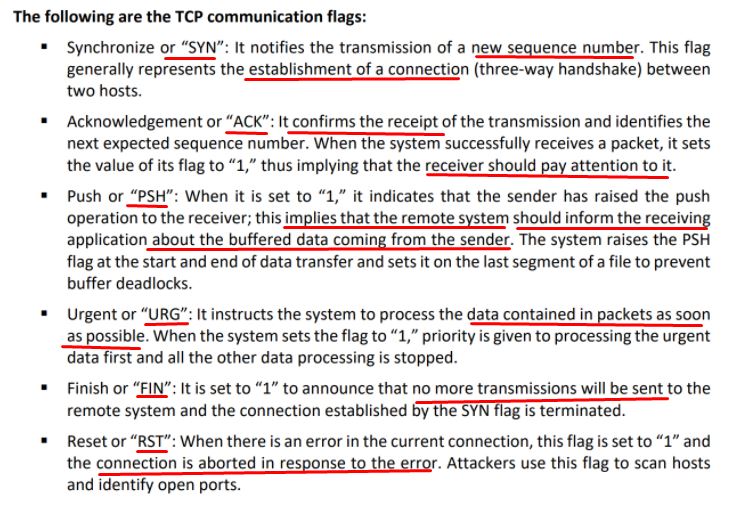 The following are the TCP communication flags:
▪ Synchronize or “SYN”: It notifies the transmission of a new sequence number. This flag
generally represents the establishment of a connection (three-way handshake) between
two hosts.
▪ Acknowledgement or “ACK”: It confirms the receipt of the transmission and identifies the
next expected sequence number. When the system successfully receives a packet, it sets
the value of its flag to “1,” thus implying that the receiver should pay attention to it.
▪ Push or “PSH”: When it is set to “1,” it indicates that the sender has raised the push
operation to the receiver; this implies that the remote system should inform the receiving
application about the buffered data coming from the sender. The system raises the PSH
flag at the start and end of data transfer and sets it on the last segment of a file to prevent
buffer deadlocks.
▪ Urgent or “URG”: It instructs the system to process the data contained in packets as soon
as possible. When the system sets the flag to “1,” priority is given to processing the urgent
data first and all the other data processing is stopped.
▪ Finish or “FIN”: It is set to “1” to announce that no more transmissions will be sent to the
remote system and the connection established by the SYN flag is terminated.
▪ Reset or “RST”: When there is an error in the current connection, this flag is set to “1” and
the connection is aborted in response to the error. Attackers use this flag to scan hosts
and identify open ports.